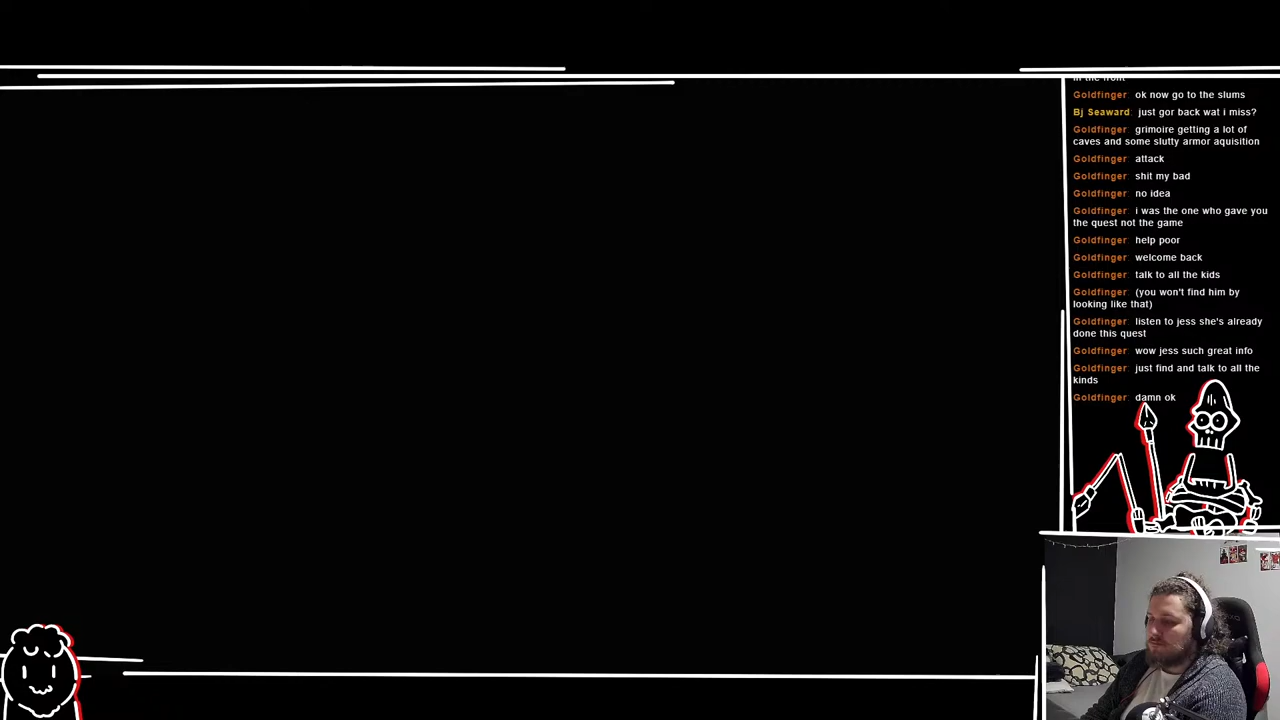 in the front
Goldfinger: ok now go to the slums
Bj Seaward: just gor back wat i miss?
Goldfinger: grimoire getting a lot of
caves and some slutty armor aquisition
Goldfinger: attack
Goldfinger: shit my bad
Goldfinger: no idea
Goldfinger: i was the one who gave you
the quest not the game
Goldfinger: help poor
Goldfinger: welcome back
Goldfinger: talk to all the kids
Goldfinger: (you won't find him by
looking like that)
Goldfinger: listen to jess she's already
done this quest
Goldfinger: wow jess such great info
Goldfinger: just find and talk to all the
kinds
Goldfinger: damn ok